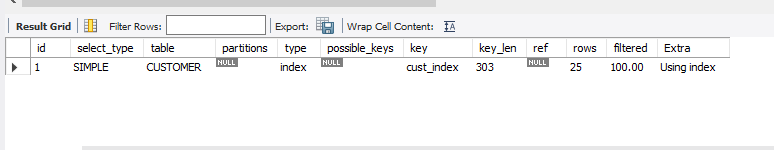 Result Grid Filter Rows: Export: Wrap Cell Content: IA
id select_type table partitions type possible_keys key key_len ref rows filtered Extra
1 SIMPLE CUSTOMER NULL index NULL cust_index 303 NULL 25 100.00 Using index